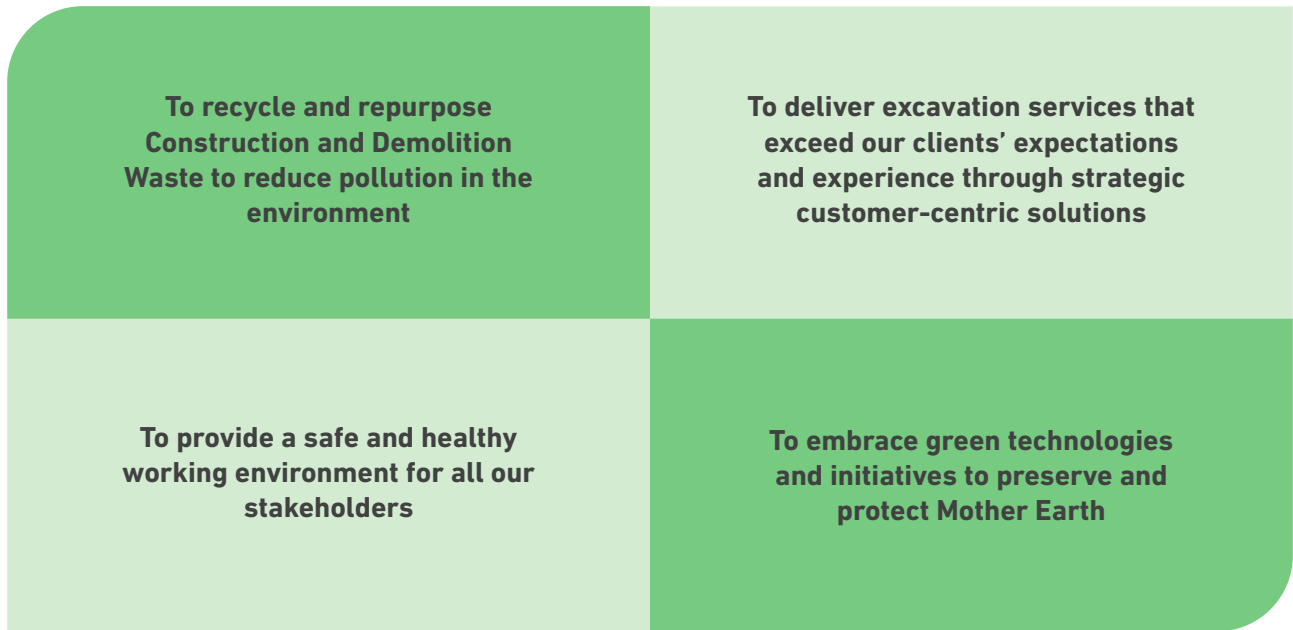 To recycle and repurpose
Construction and Demolition
Waste to reduce pollution in the
environment
To deliver excavation services that
exceed our clients’ expectations
and experience through strategic
customer-centric solutions
To provide a safe and healthy
working environment for all our
stakeholders
To embrace green technologies
and initiatives to preserve and
protect Mother Earth